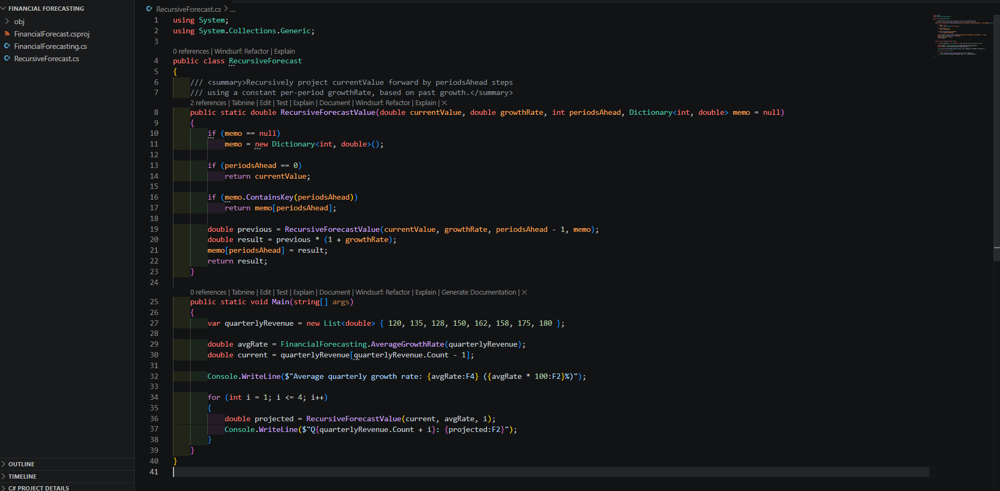 FINANCIAL FORECASTING
obj
FinancialForecast.csproj
FinancialForecasting.cs
RecursiveForecast.cs
OUTLINE
TIMELINE
C# PROJECT DETAILS
RecursiveForecast.cs > ...
1 using System;
2 using System.Collections.Generic;
3
0 references | Windsurf: Refactor | Explain
4 public class RecursiveForecast
5 {
6 /// <summary>Recursively project currentValue forward by periodsAhead steps
7 /// using a constant per-period growthRate, based on past growth.</summary>
2 references | Tabnine | Edit | Test | Explain | Document | Windsurf: Refactor | Explain | ×
8 public static double RecursiveForecastValue(double currentValue, double growthRate, int periodsAhead, Dictionary<int, double> memo = null)
9 {
10 if (memo == null)
11 memo = new Dictionary<int, double>();
12
13 if (periodsAhead == 0)
14 return currentValue;
15
16 if (memo.ContainsKey(periodsAhead))
17 return memo[periodsAhead];
18
19 double previous = RecursiveForecastValue(currentValue, growthRate, periodsAhead - 1, memo);
20 double result = previous * (1 + growthRate);
21 memo[periodsAhead] = result;
22 return result;
23 }
24
0 references | Tabnine | Edit | Test | Explain | Document | Windsurf: Refactor | Explain | Generate Documentation | ×
25 public static void Main(string[] args)
26 {
27 var quarterlyRevenue = new List<double> { 120, 135, 128, 150, 162, 158, 175, 180 };
28
29 double avgRate = FinancialForecasting.AverageGrowthRate(quarterlyRevenue);
30 double current = quarterlyRevenue[quarterlyRevenue.Count - 1];
31
32 Console.WriteLine($"Average quarterly growth rate: {avgRate:F4} ({avgRate * 100:F2}%)");
33
34 for (int i = 1; i <= 4; i++)
35 {
36 double projected = RecursiveForecastValue(current, avgRate, i);
37 Console.WriteLine($"Q{quarterlyRevenue.Count + i}: {projected:F2}");
38 }
39 }
40 }
41